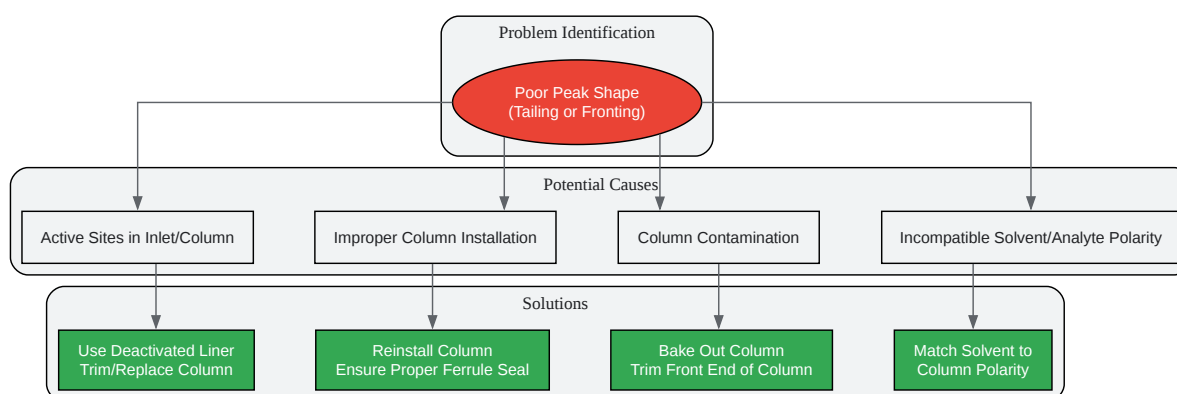 Problem Identification
Poor Peak Shape
(Tailing or Fronting)
Potential Causes
Active Sites in Inlet/Column
Improper Column Installation
Column Contamination
Incompatible Solvent/Analyte Polarity
Solutions
Use Deactivated Liner
Trim/Replace Column
Reinstall Column
Ensure Proper Ferrule Seal
Bake Out Column
Trim Front End of Column
Match Solvent to
Column Polarity